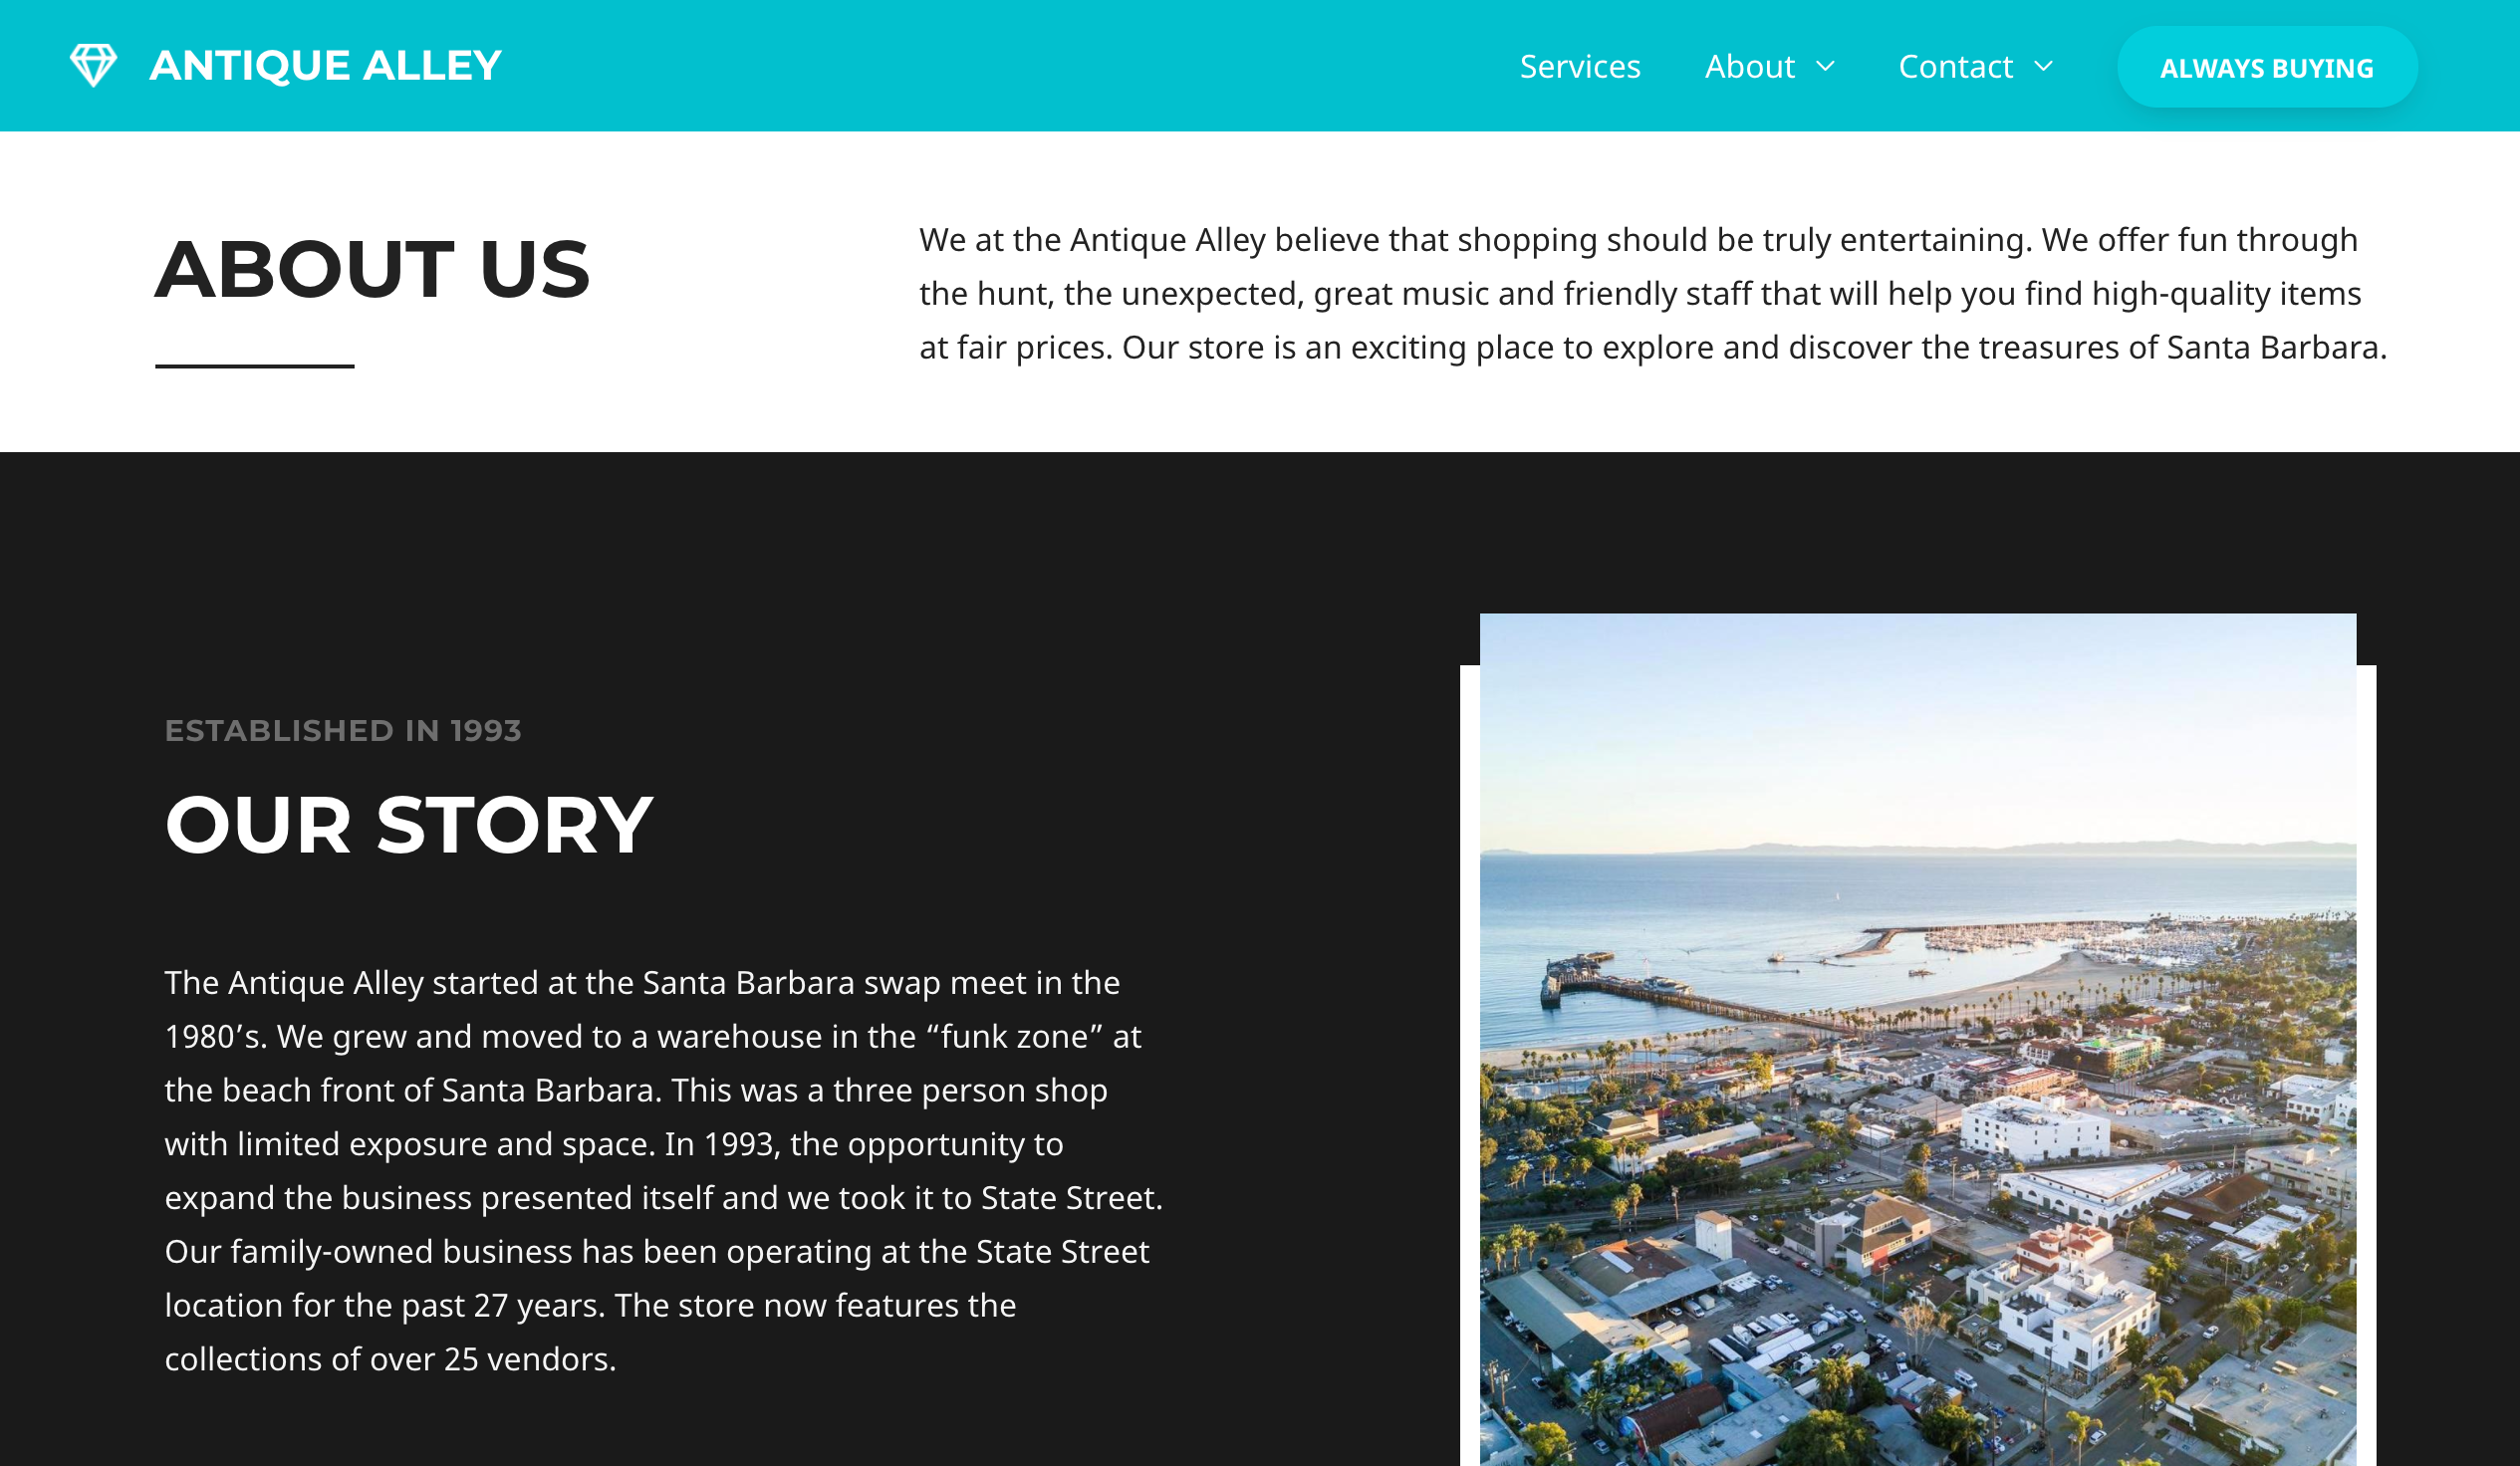 ANTIQUE ALLEY
Services
About
Contact
ALWAYS BUYING
ABOUT US
We at the Antique Alley believe that shopping should be truly entertaining. We offer fun through
the hunt, the unexpected, great music and friendly staff that will help you find high-quality items
at fair prices. Our store is an exciting place to explore and discover the treasures of Santa Barbara.
ESTABLISHED IN 1993
OUR STORY
The Antique Alley started at the Santa Barbara swap meet in the
1980’s. We grew and moved to a warehouse in the “funk zone” at
the beach front of Santa Barbara. This was a three person shop
with limited exposure and space. In 1993, the opportunity to
expand the business presented itself and we took it to State Street.
Our family-owned business has been operating at the State Street
location for the past 27 years. The store now features the
collections of over 25 vendors.